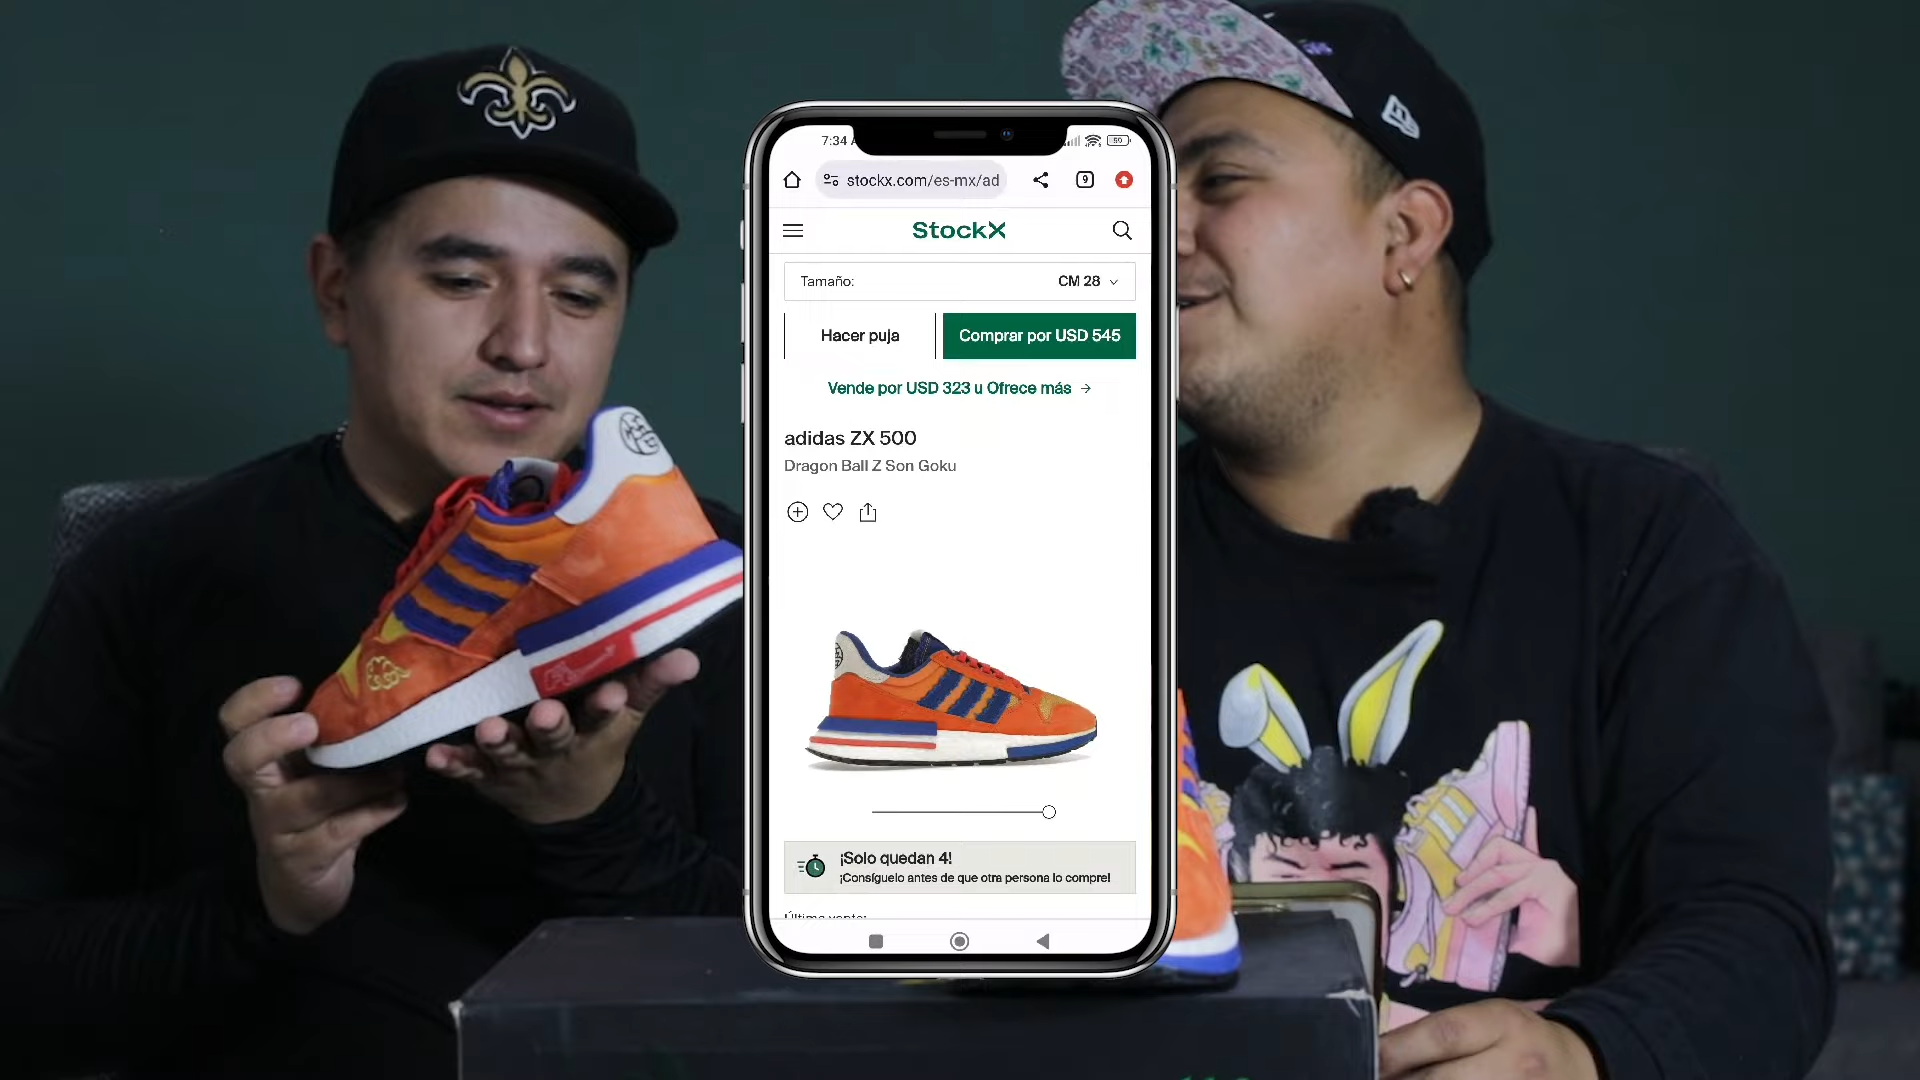 7:34
50
stockx.com/es-mx/ad
9
StockX
Tamaño:
CM 28
Hacer puja
Comprar por USD 545
Vende por USD 323 u Ofrece más →
adidas ZX 500
Dragon Ball Z Son Goku
¡Solo quedan 4!
¡Consíguelo antes de que otra persona lo compre!